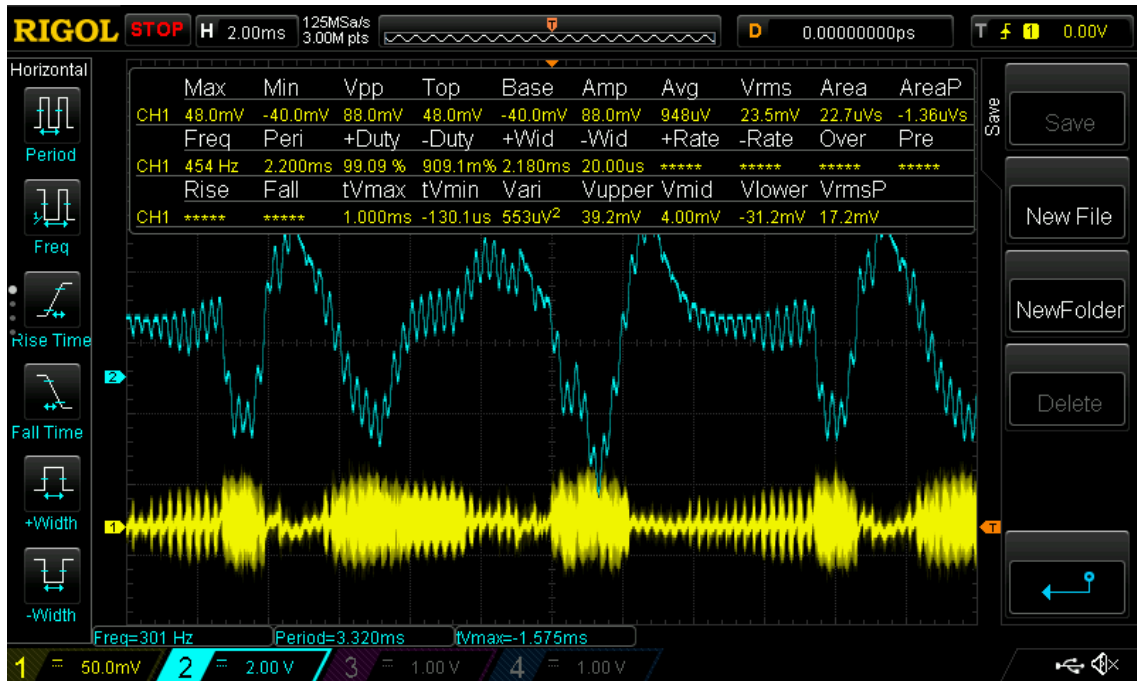 RIGOL STOP H 2.00ms 125MSa/s 3.00M pts T D 0.00000000ps T 1 0.00V
Horizontal
Period
Freq
Rise Time
Fall Time
+Width
-Width
Max Min Vpp Top Base Amp Avg Vrms Area AreaP
CH1 48.0mV -40.0mV 88.0mV 48.0mV -40.0mV 88.0mV 948uV 23.5mV 22.7uVs -1.36uVs
Freq Peri +Duty -Duty +Wid -Wid +Rate -Rate Over Pre
CH1 454 Hz 2.200ms 99.09 % 909.1m% 2.180ms 20.00us ***** ***** ***** *****
Rise Fall tVmax tVmin Vari Vupper Vmid Vlower VrmsP
CH1 ***** ***** 1.000ms -130.1us 553uV² 39.2mV 4.00mV -31.2mV 17.2mV
2
1
T
Save
Save
New File
NewFolder
Delete
Freq=301 Hz Period=3.320ms tVmax=-1.575ms
1 50.0mV 2 2.00 V 3 1.00 V 4 1.00 V